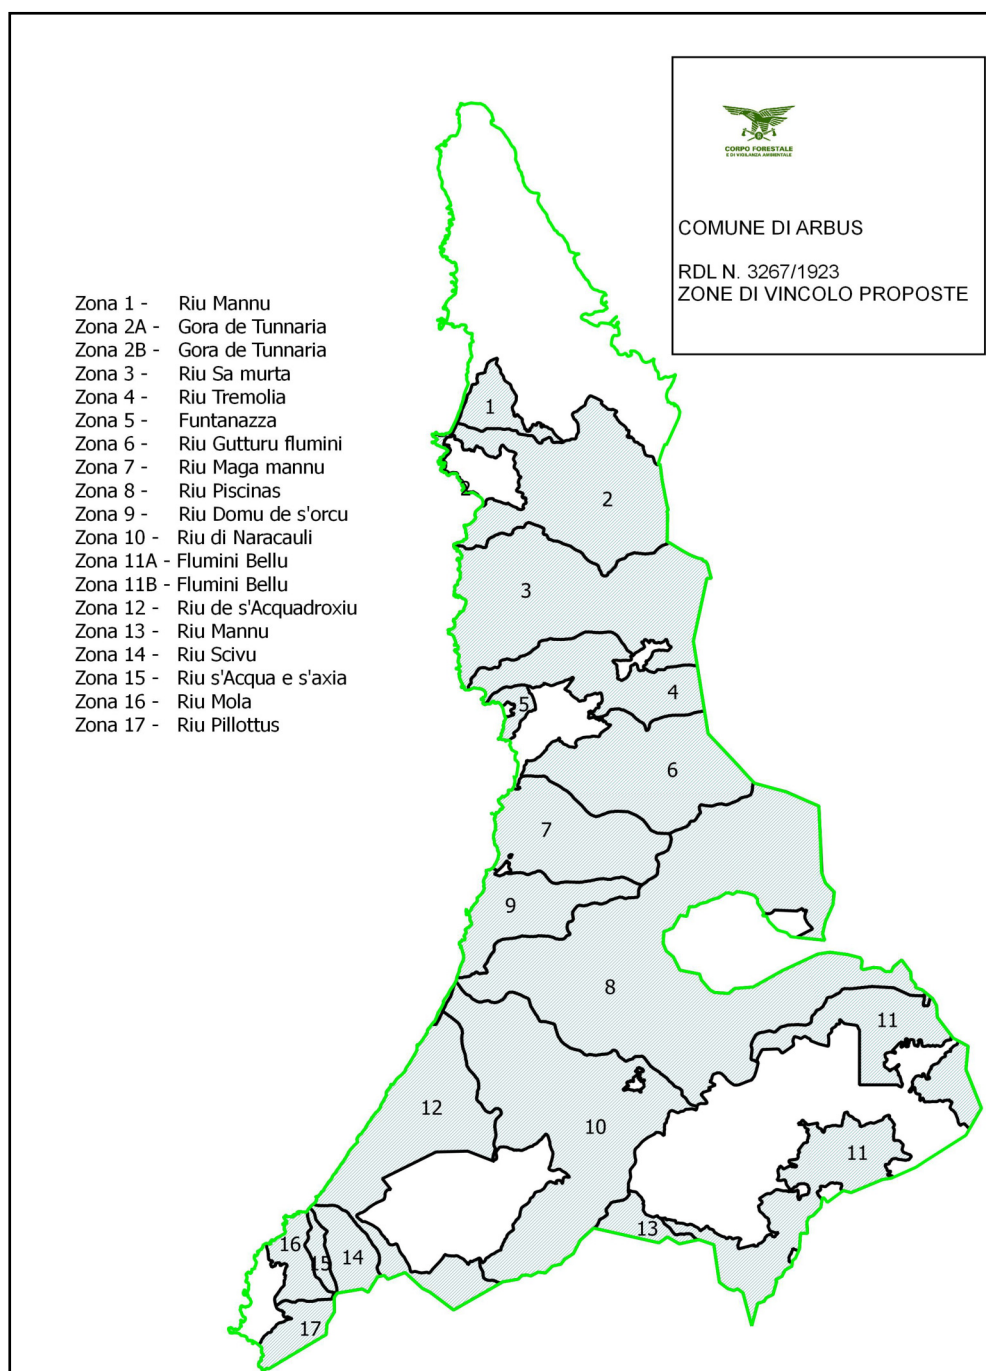 CORPO FORESTALE
E DI VIGILANZA AMBIENTALE
COMUNE DI ARBUS
RDL N. 3267/1923
ZONE DI VINCOLO PROPOSTE
Zona 1 - Riu Mannu
Zona 2A - Gora de Tunnaria
Zona 2B - Gora de Tunnaria
Zona 3 - Riu Sa murta
Zona 4 - Riu Tremolia
Zona 5 - Funtanazza
Zona 6 - Riu Gutturu flumini
Zona 7 - Riu Maga mannu
Zona 8 - Riu Piscinas
Zona 9 - Riu Domu de s'orcu
Zona 10 - Riu di Naracauli
Zona 11A - Flumini Bellu
Zona 11B - Flumini Bellu
Zona 12 - Riu de s'Acquadroxiu
Zona 13 - Riu Mannu
Zona 14 - Riu Scivu
Zona 15 - Riu s'Acqua e s'axia
Zona 16 - Riu Mola
Zona 17 - Riu Pillottus
1
2
2
3
4
5
6
7
9
8
11
12
10
11
13
16
15
14
17